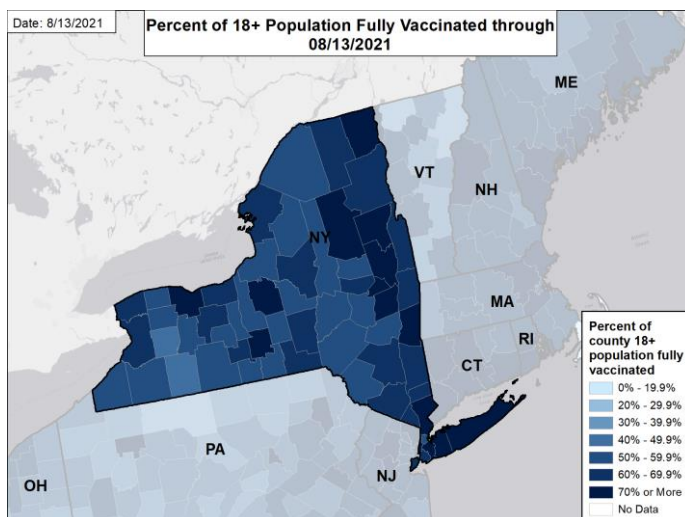 Date: 8/13/2021
Percent of 18+ Population Fully Vaccinated through
08/13/2021
ME
VT
NH
NY
MA
RI
CT
PA
NJ
OH
Percent of
county 18+
population fully
vaccinated
0% - 19.9%
20% - 29.9%
30% - 39.9%
40% - 49.9%
50% - 59.9%
60% - 69.9%
70% or More
No Data